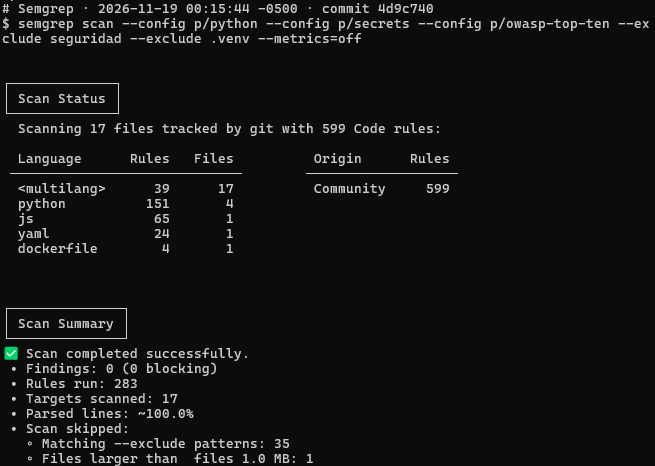 # Semgrep · 2026-11-19 00:15:44 -0500 · commit 4d9c740
$ semgrep scan --config p/python --config p/secrets --config p/owasp-top-ten --ex
clude seguridad --exclude .venv --metrics=off
Scan Status
Scanning 17 files tracked by git with 599 Code rules:
Language Rules Files Origin Rules
<multilang> 39 17 Community 599
python 151 4
js 65 1
yaml 24 1
dockerfile 4 1
Scan Summary
✅ Scan completed successfully.
• Findings: 0 (0 blocking)
• Rules run: 283
• Targets scanned: 17
• Parsed lines: ~100.0%
• Scan skipped:
◦ Matching --exclude patterns: 35
◦ Files larger than  files 1.0 MB: 1